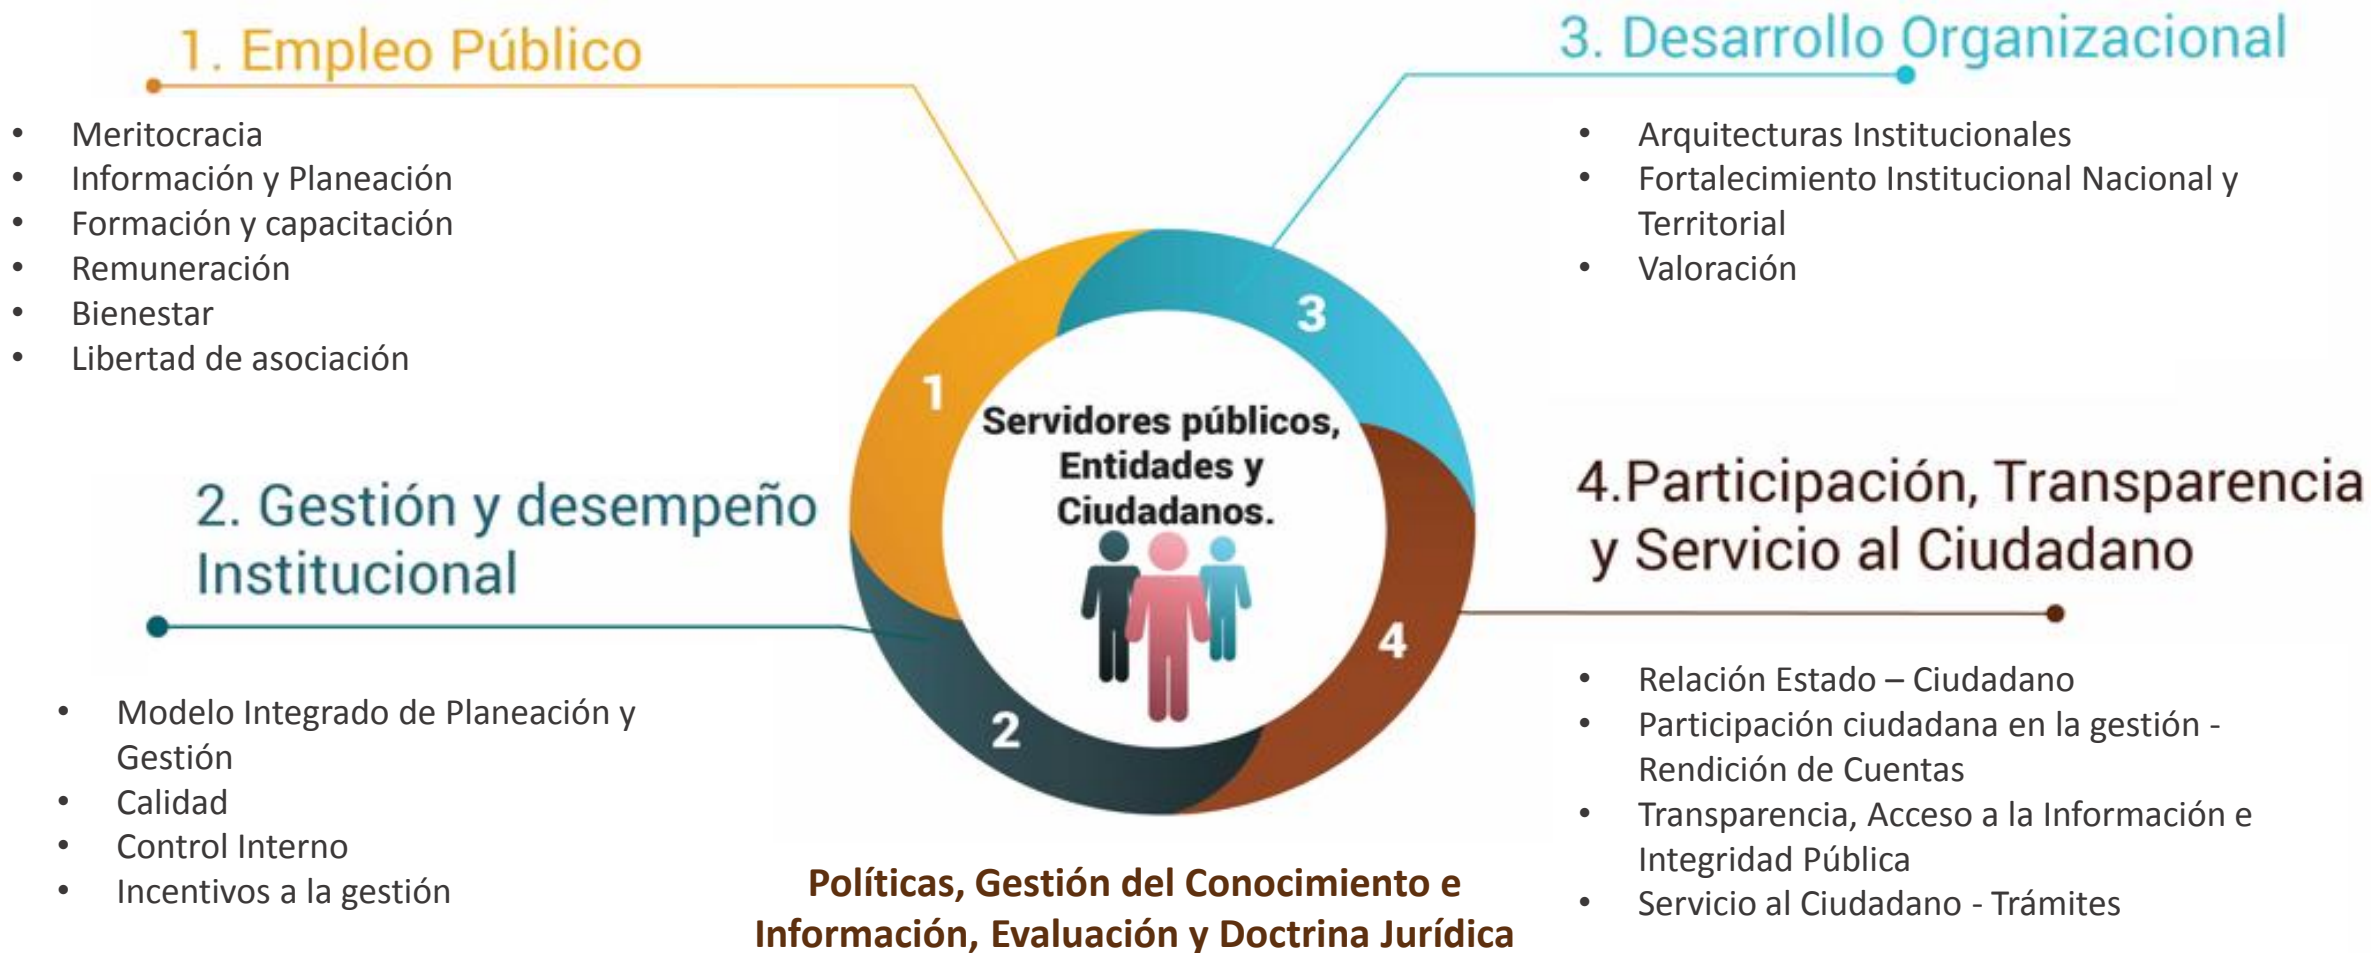 1. Empleo Público
• Meritocracia
• Información y Planeación
• Formación y capacitación
• Remuneración
• Bienestar
• Libertad de asociación
2. Gestión y desempeño
Institucional
• Modelo Integrado de Planeación y
Gestión
• Calidad
• Control Interno
• Incentivos a la gestión
3. Desarrollo Organizacional
• Arquitecturas Institucionales
• Fortalecimiento Institucional Nacional y
Territorial
• Valoración
4.Participación, Transparencia
y Servicio al Ciudadano
• Relación Estado – Ciudadano
• Participación ciudadana en la gestión -
Rendición de Cuentas
• Transparencia, Acceso a la Información e
Integridad Pública
• Servicio al Ciudadano - Trámites
1
3
Servidores públicos,
Entidades y
Ciudadanos.
4
2
Políticas, Gestión del Conocimiento e
Información, Evaluación y Doctrina Jurídica